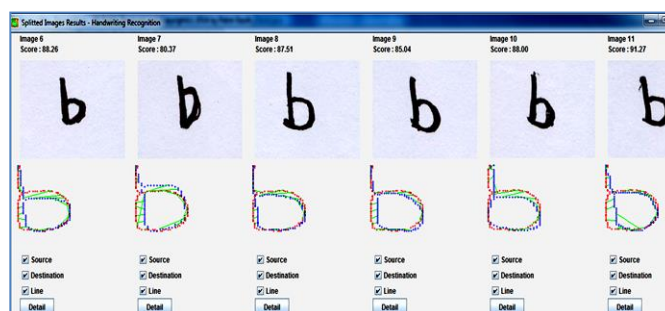 Splitted Images Results - Handwriting Recognition
Image 6 Image 7 Image 8 Image 9 Image 10 Image 11
Score : 88.26 Score : 80.37 Score : 87.51 Score : 85.04 Score : 88.00 Score : 91.27
b b b b b b
Source Source Source Source Source Source
Destination Destination Destination Destination Destination Destination
Line Line Line Line Line Line
Detail Detail Detail Detail Detail Detail